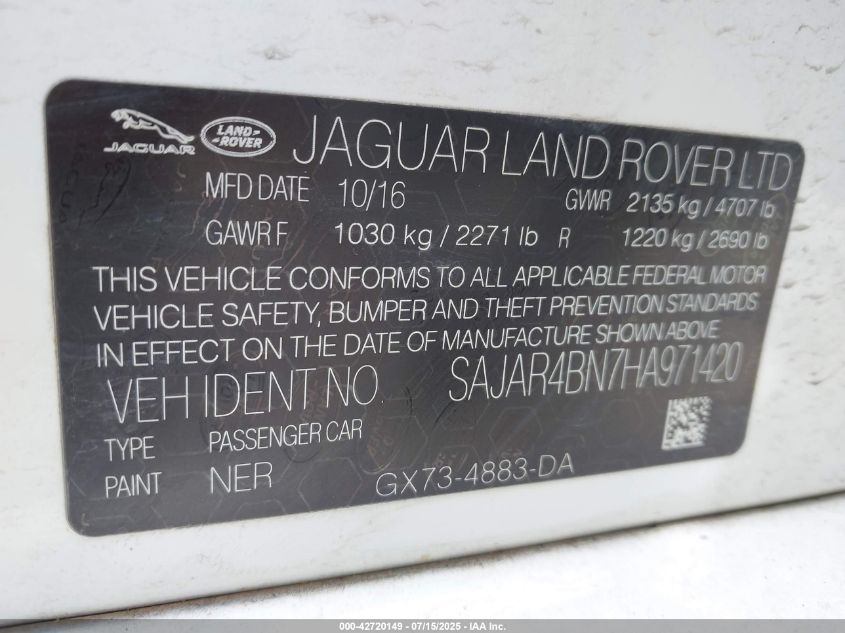 JAGUAR
LAND-
-ROVER
JAGUAR LAND ROVER LTD
MFD DATE 10/16 GVWR 2135 kg / 4707 lb
GAWR F 1030 kg / 2271 lb R 1220 kg / 2690 lb
THIS VEHICLE CONFORMS TO ALL APPLICABLE FEDERAL MOTOR
VEHICLE SAFETY, BUMPER AND THEFT PREVENTION STANDARDS
IN EFFECT ON THE DATE OF MANUFACTURE SHOWN ABOVE
VEH IDENT NO. SAJAR4BN7HA971420
TYPE PASSENGER CAR
PAINT NER GX73-4883-DA
000-42720149 - 07/15/2025 - IAA Inc.